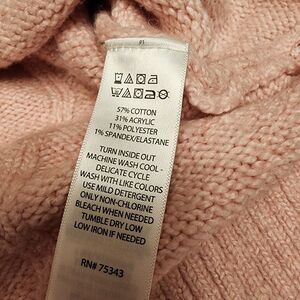 57% COTTON
31% ACRYLIC
11% POLYESTER
1% SPANDEX/ELASTANE
TURN INSIDE OUT
MACHINE WASH COOL -
DELICATE CYCLE
WASH WITH LIKE COLORS
USE MILD DETERGENT
ONLY NON-CHLORINE
BLEACH WHEN NEEDED
TUMBLE DRY LOW
LOW IRON IF NEEDED
RN# 75343